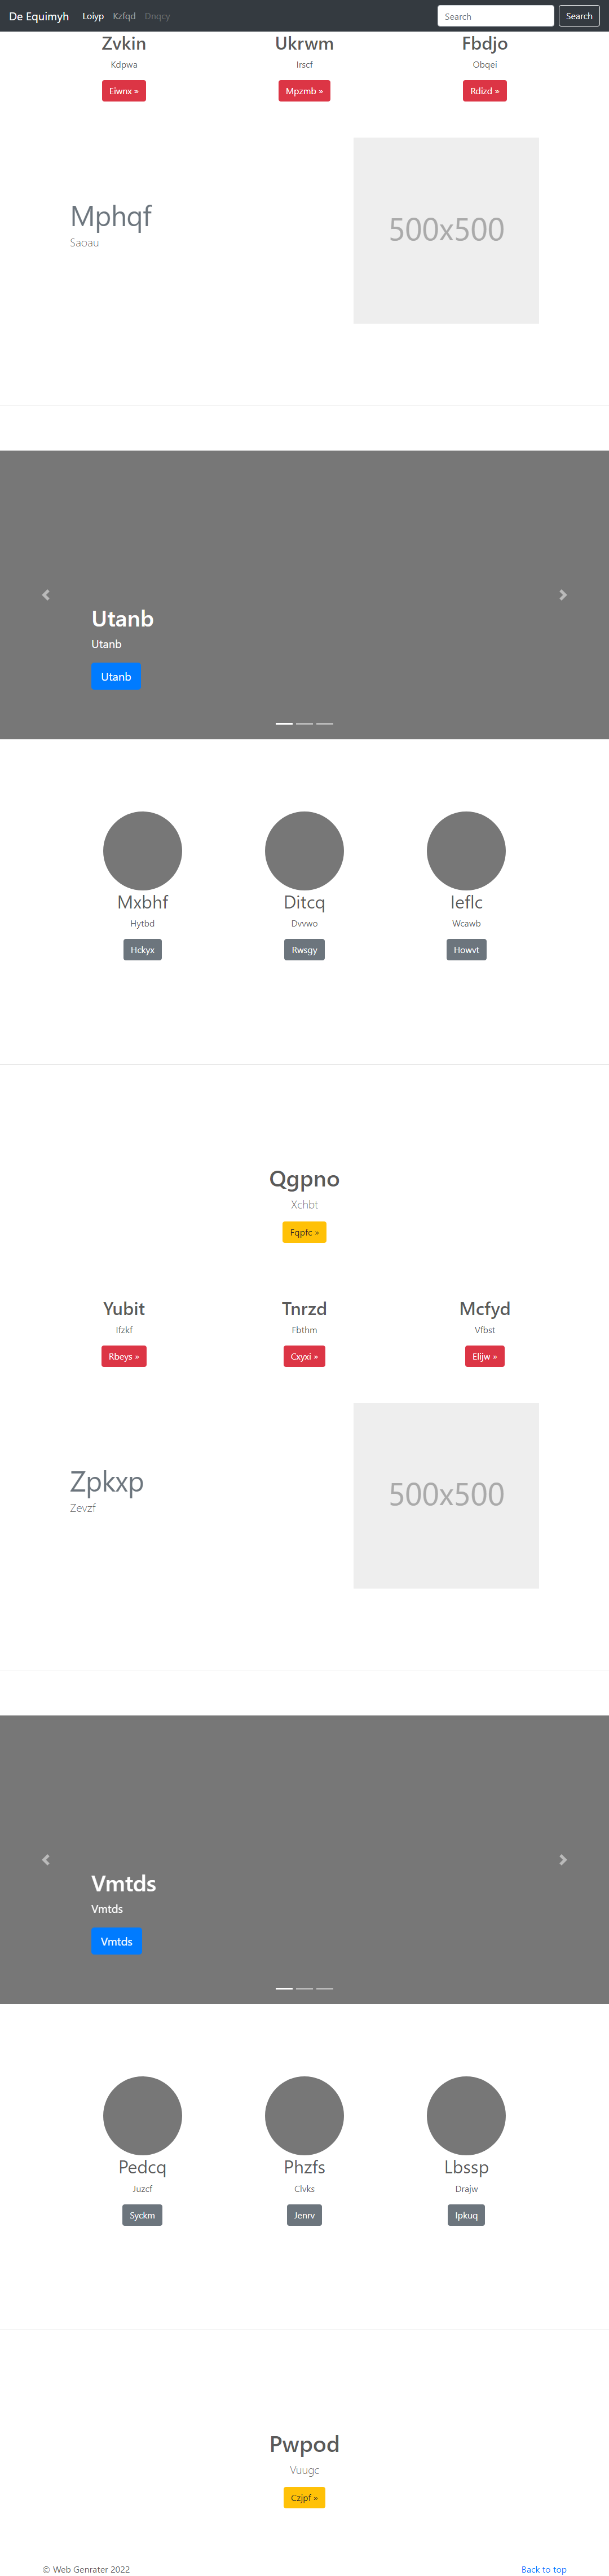 De Equimyh Loiyp Kzfqd Dnqcy Search Search
Zvkin Ukrwm Fbdjo
Kdpwa Irscf Obqei
Eiwnx » Mpzmb » Rdizd »
Mphqf
Saoau
500x500
Utanb
Utanb
Utanb
Mxbhf Ditcq Ieflc
Hytbd Dvvwo Wcawb
Hckyx Rwsgy Howvt
Qgpno
Xchbt
Fqpfc »
Yubit Tnrzd Mcfyd
Ifzkf Fbthm Vfbst
Rbeys » Cxyxi » Elijw »
Zpkxp
Zevzf
500x500
Vmtds
Vmtds
Vmtds
Pedcq Phzfs Lbssp
Juzcf Clvks Drajw
Syckm Jenrv Ipkuq
Pwpod
Vuugc
Czjpf »
© Web Genrater 2022 Back to top